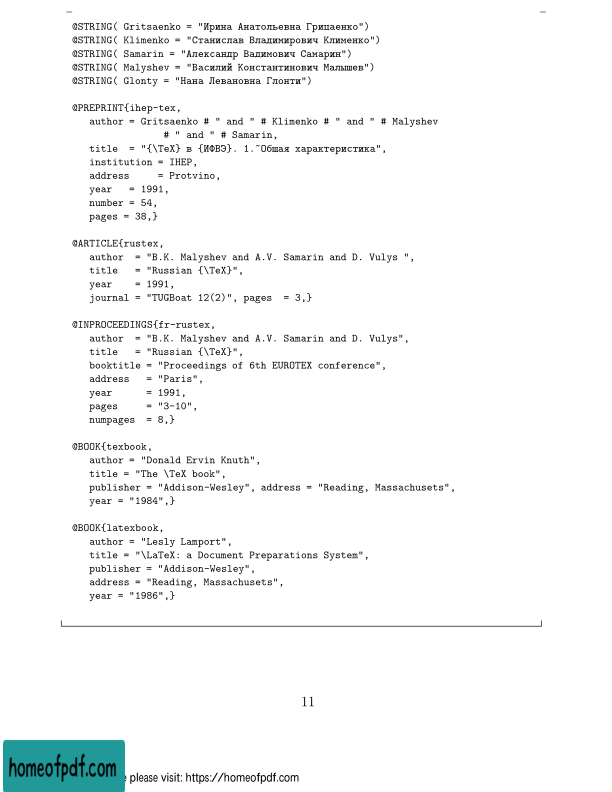 @STRING( Gritsaenko = "Ирина Анатольевна Грицаенко")
@STRING( Klimenko = "Станислав Владимирович Клименко")
@STRING( Samarin = "Александр Вадимович Самарин")
@STRING( Malyshev = "Василий Константинович Малышев")
@STRING( Glonty = "Нана Левановна Глонти")
@PREPRINT{ihep-tex,
author = Gritsaenko # " and " # Klimenko # " and " # Malyshev
# " and " # Samarin,
title = "{\TeX} в {ИФВЭ}. 1.~Общая характеристика",
institution = IHEP,
address = Protvino,
year = 1991,
number = 54,
pages = 38,}
@ARTICLE{rustex,
author = "B.K. Malyshev and A.V. Samarin and D. Vulys ",
title = "Russian {\TeX}",
year = 1991,
journal = "TUGBoat 12(2)", pages = 3,}
@INPROCEEDINGS{fr-rustex,
author = "B.K. Malyshev and A.V. Samarin and D. Vulys",
title = "Russian {\TeX}",
booktitle = "Proceedings of 6th EUROTEX conference",
address = "Paris",
year = 1991,
pages = "3-10",
numpages = 8,}
@BOOK{texbook,
author = "Donald Ervin Knuth",
title = "The \TeX book",
publisher = "Addison-Wesley", address = "Reading, Massachusets",
year = "1984",}
@BOOK{latexbook,
author = "Lesly Lamport",
title = "\LaTeX: a Document Preparations System",
publisher = "Addison-Wesley",
address = "Reading, Massachusets",
year = "1986",}
11
homeofpdf.com
please visit: https://homeofpdf.com